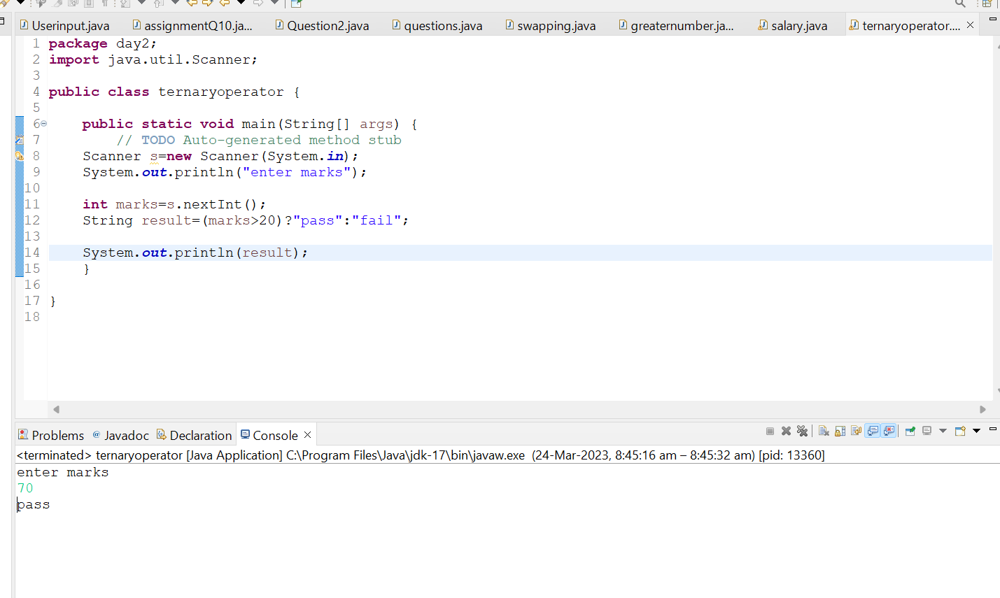 Userinput.java assignmentQ10.ja... Question2.java questions.java swapping.java greaternumber.ja... salary.java ternaryoperator....
1 package day2;
2 import java.util.Scanner;
3
4 public class ternaryoperator {
5
6 public static void main(String[] args) {
7 // TODO Auto-generated method stub
8 Scanner s=new Scanner(System.in);
9 System.out.println("enter marks");
10
11 int marks=s.nextInt();
12 String result=(marks>20)?"pass":"fail";
13
14 System.out.println(result);
15 }
16
17 }
18
Problems @ Javadoc Declaration Console
<terminated> ternaryoperator [Java Application] C:\Program Files\Java\jdk-17\bin\javaw.exe (24-Mar-2023, 8:45:16 am – 8:45:32 am) [pid: 13360]
enter marks
70
pass